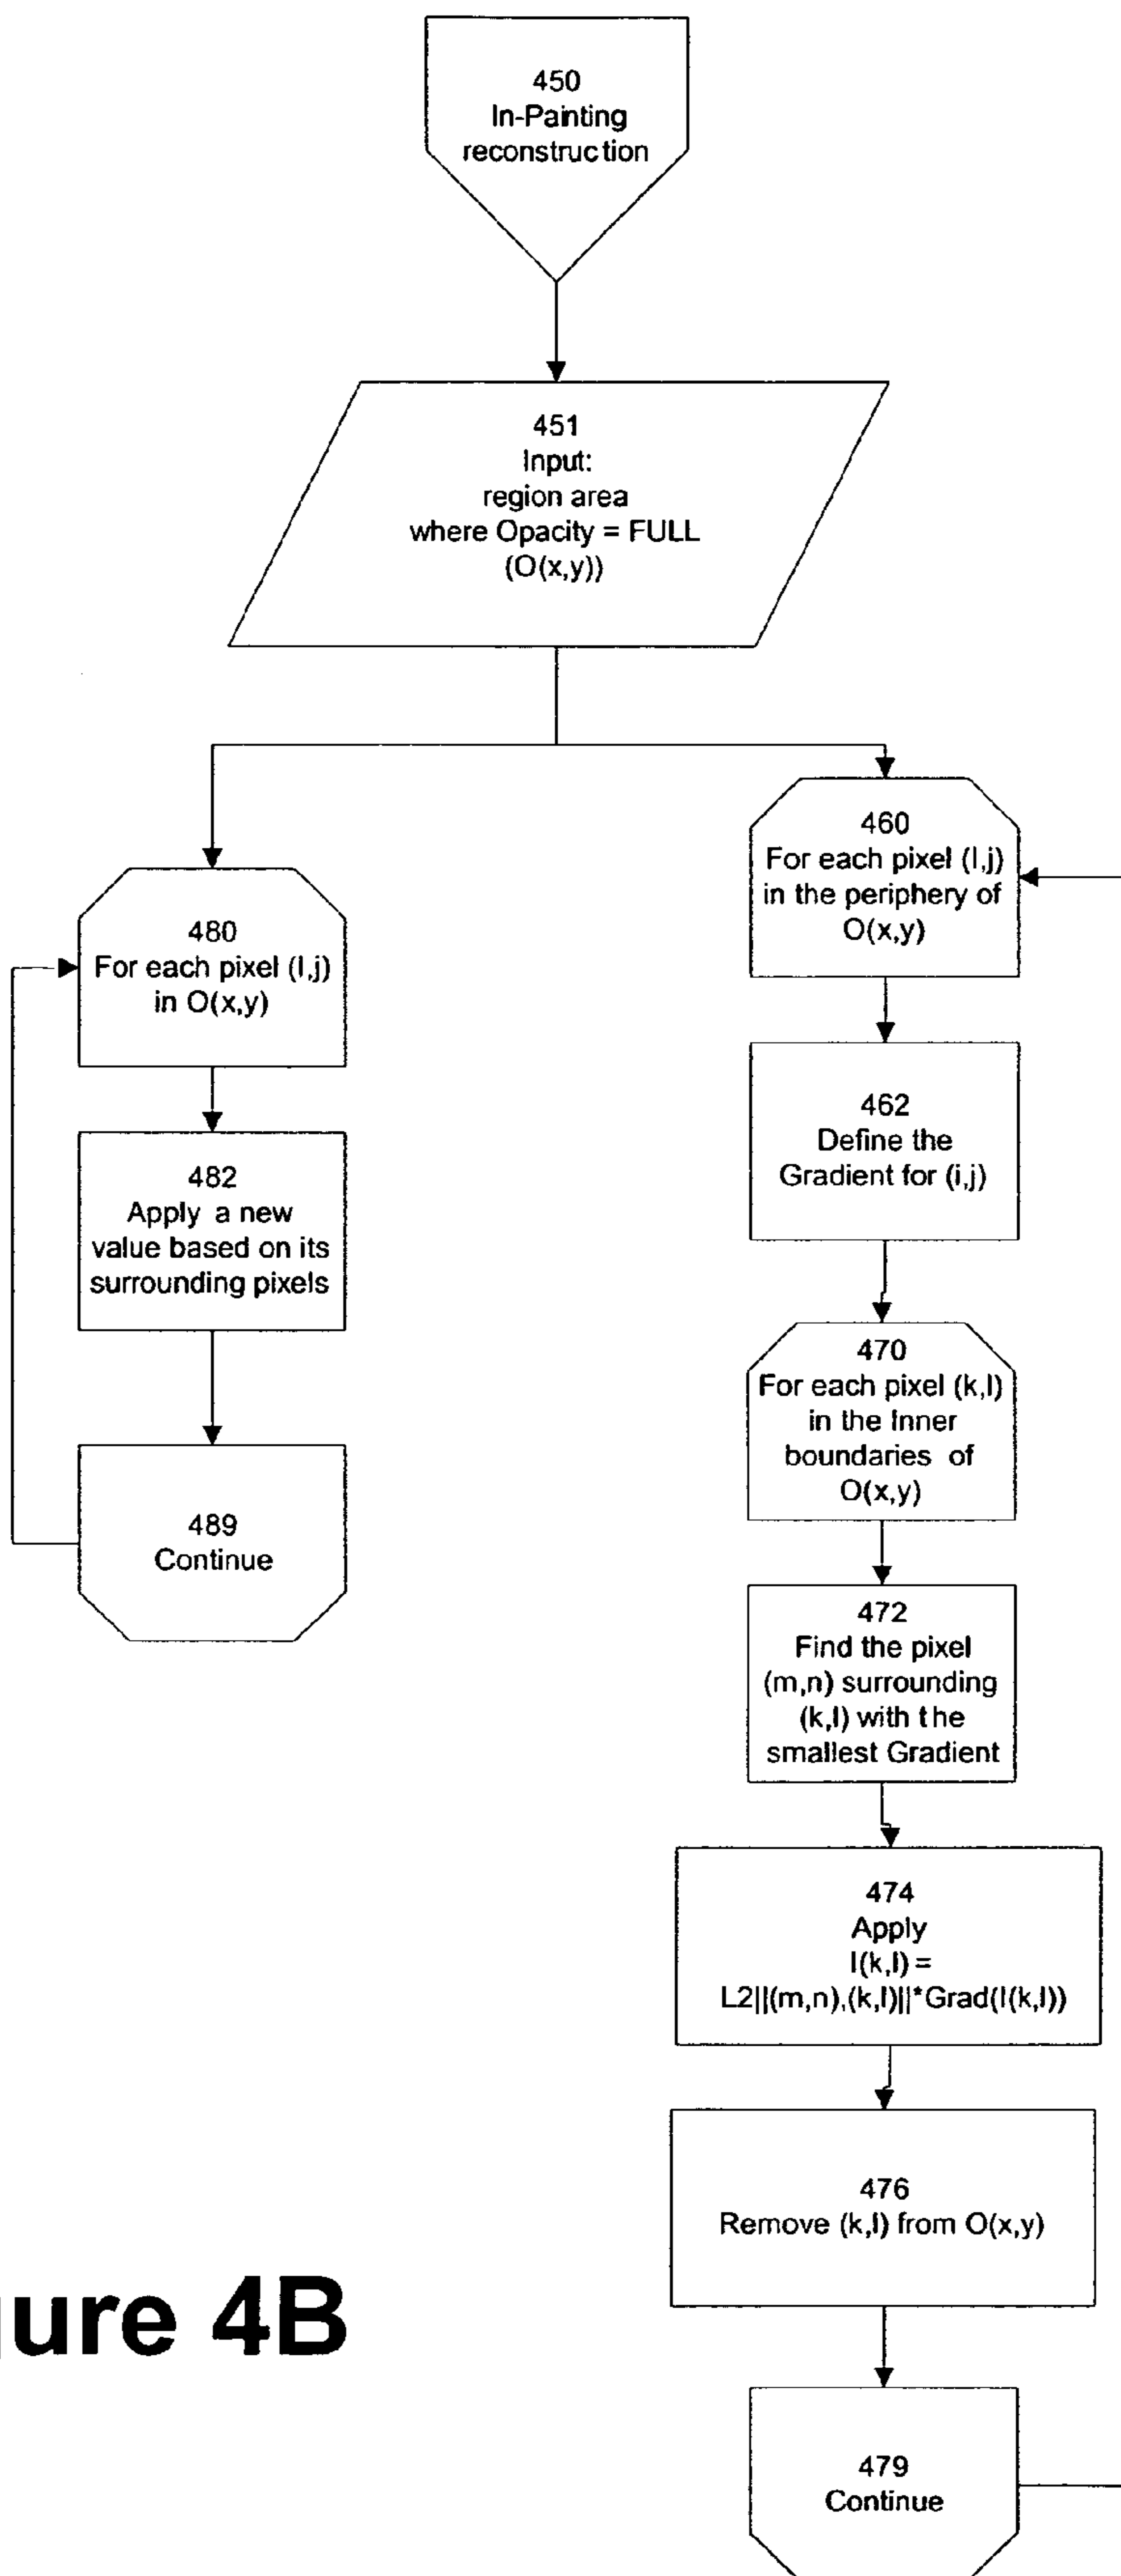 450
In-Painting
reconstruction
451
Input:
region area
where Opacity = FULL
(O(x,y))
480
For each pixel (I,j)
in O(x,y)
482
Apply a new
value based on its
surrounding pixels
489
Continue
460
For each pixel (I,j)
in the periphery of
O(x,y)
462
Define the
Gradient for (i,j)
470
For each pixel (k,l)
in the Inner
boundaries of
O(x,y)
472
Find the pixel
(m,n) surrounding
(k,l) with the
smallest Gradient
474
Apply
I(k,l) =
L2||(m,n),(k,l)||*Grad(I(k,l))
476
Remove (k,l) from O(x,y)
479
Continue
ure 4B